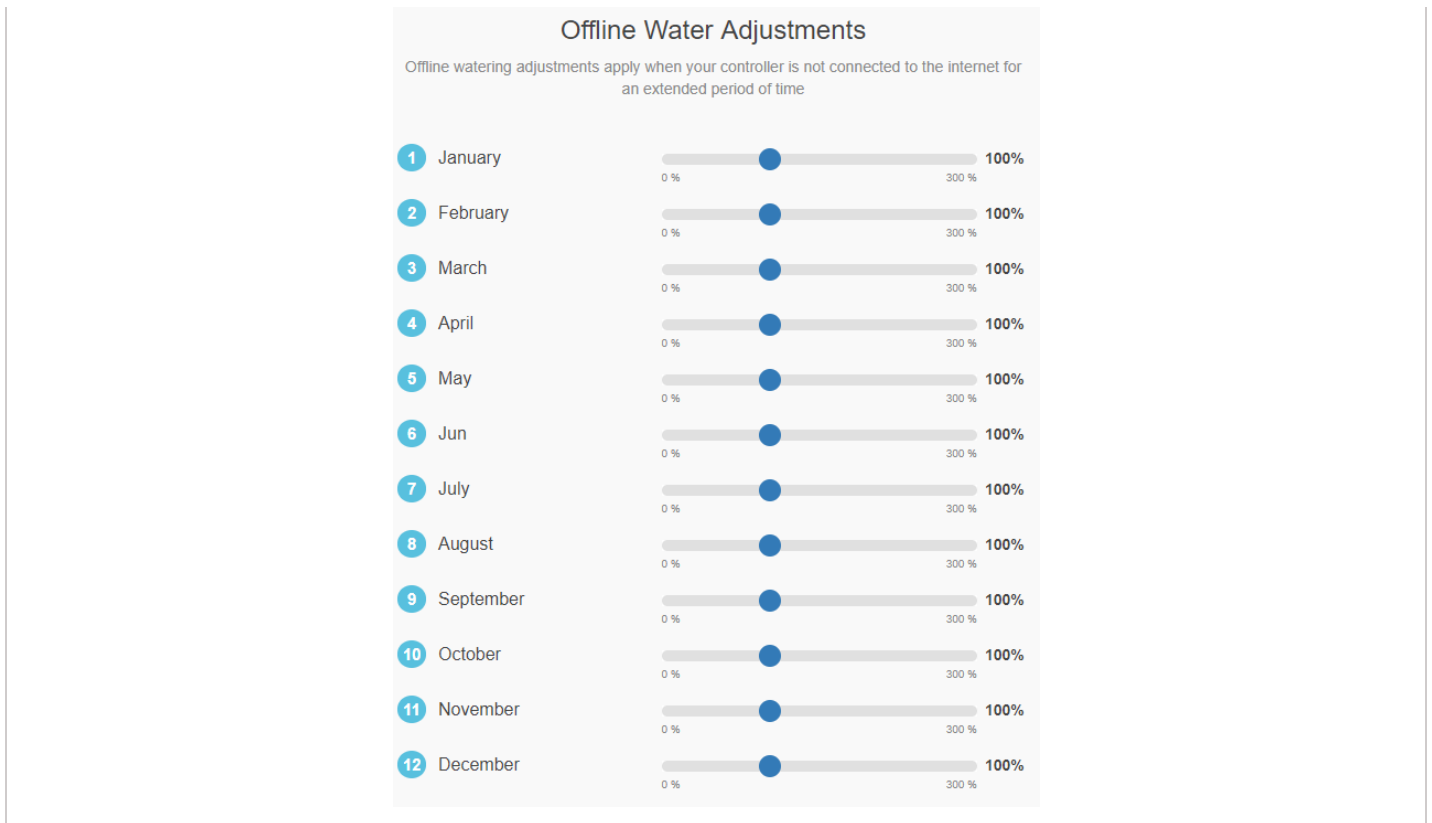 Offline Water Adjustments
Offline watering adjustments apply when your controller is not connected to the internet for
an extended period of time
1 January 100%
0 % 300 %
2 February 100%
0 % 300 %
3 March 100%
0 % 300 %
4 April 100%
0 % 300 %
5 May 100%
0 % 300 %
6 Jun 100%
0 % 300 %
7 July 100%
0 % 300 %
8 August 100%
0 % 300 %
9 September 100%
0 % 300 %
10 October 100%
0 % 300 %
11 November 100%
0 % 300 %
12 December 100%
0 % 300 %